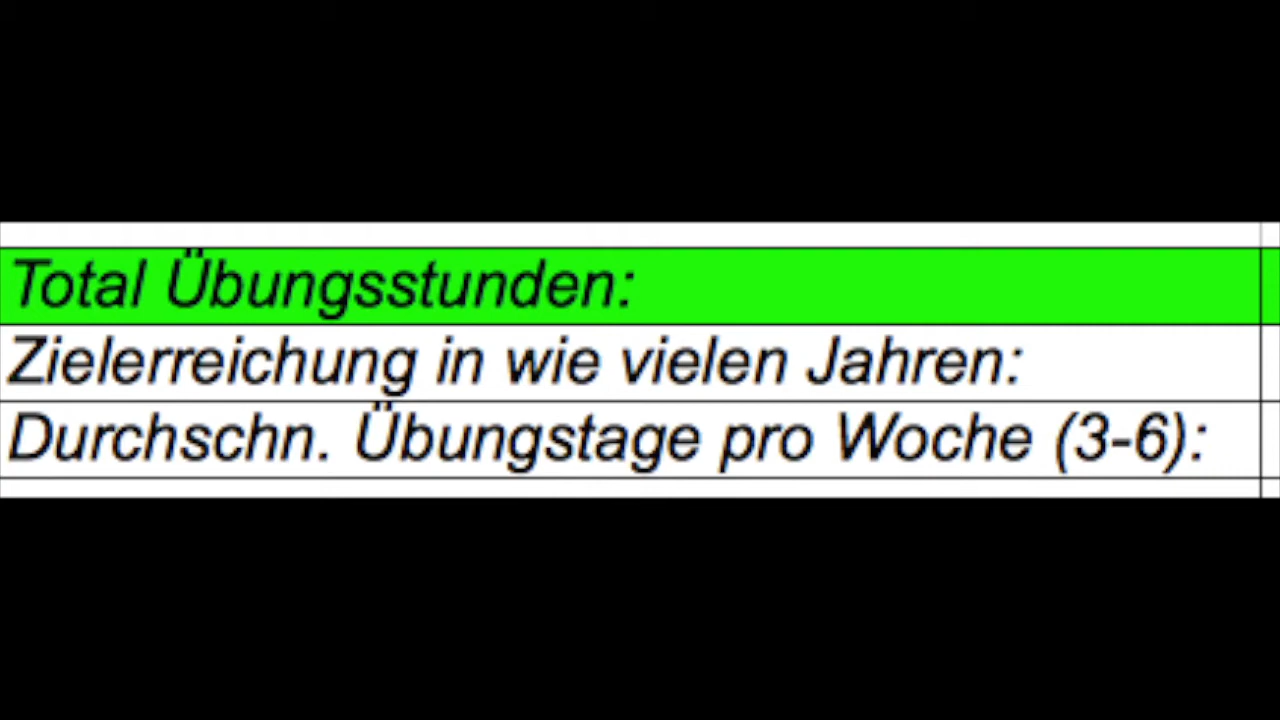 Total Übungsstunden:
Zielerreichung in wie vielen Jahren:
Durchschn. Übungstage pro Woche (3-6):